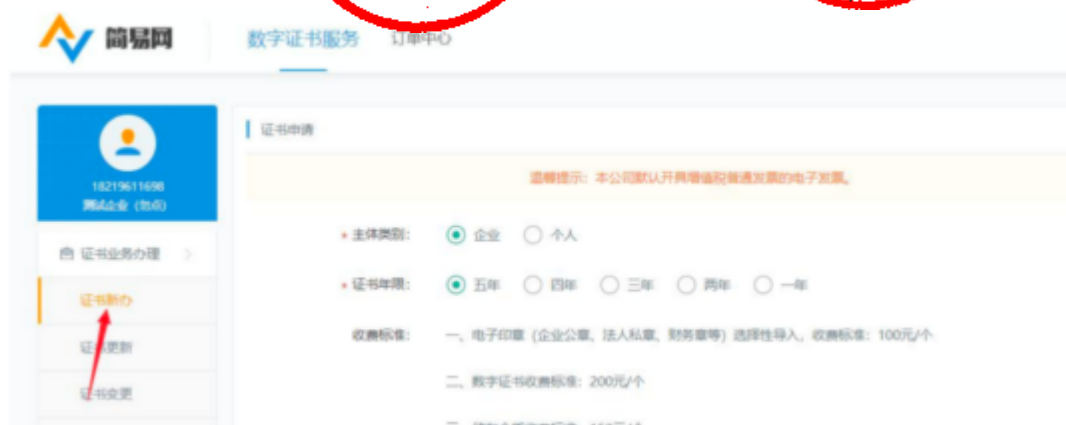 简易网 数字证书服务 订单中心
证书申请
温馨提示：本公司默认开具增值税普通发票的电子发票。
18219611698
测试企业（勿动）
* 主体类别： 企业 个人
证书业务办理 >
* 证书年限： 五年 四年 三年 两年 一年
证书新办
收费标准： 一、电子印章（企业公章、法人私章、财务章等）选择性导入，收费标准：100元/个
证书更新
二、数字证书收费标准：200元/个
证书变更